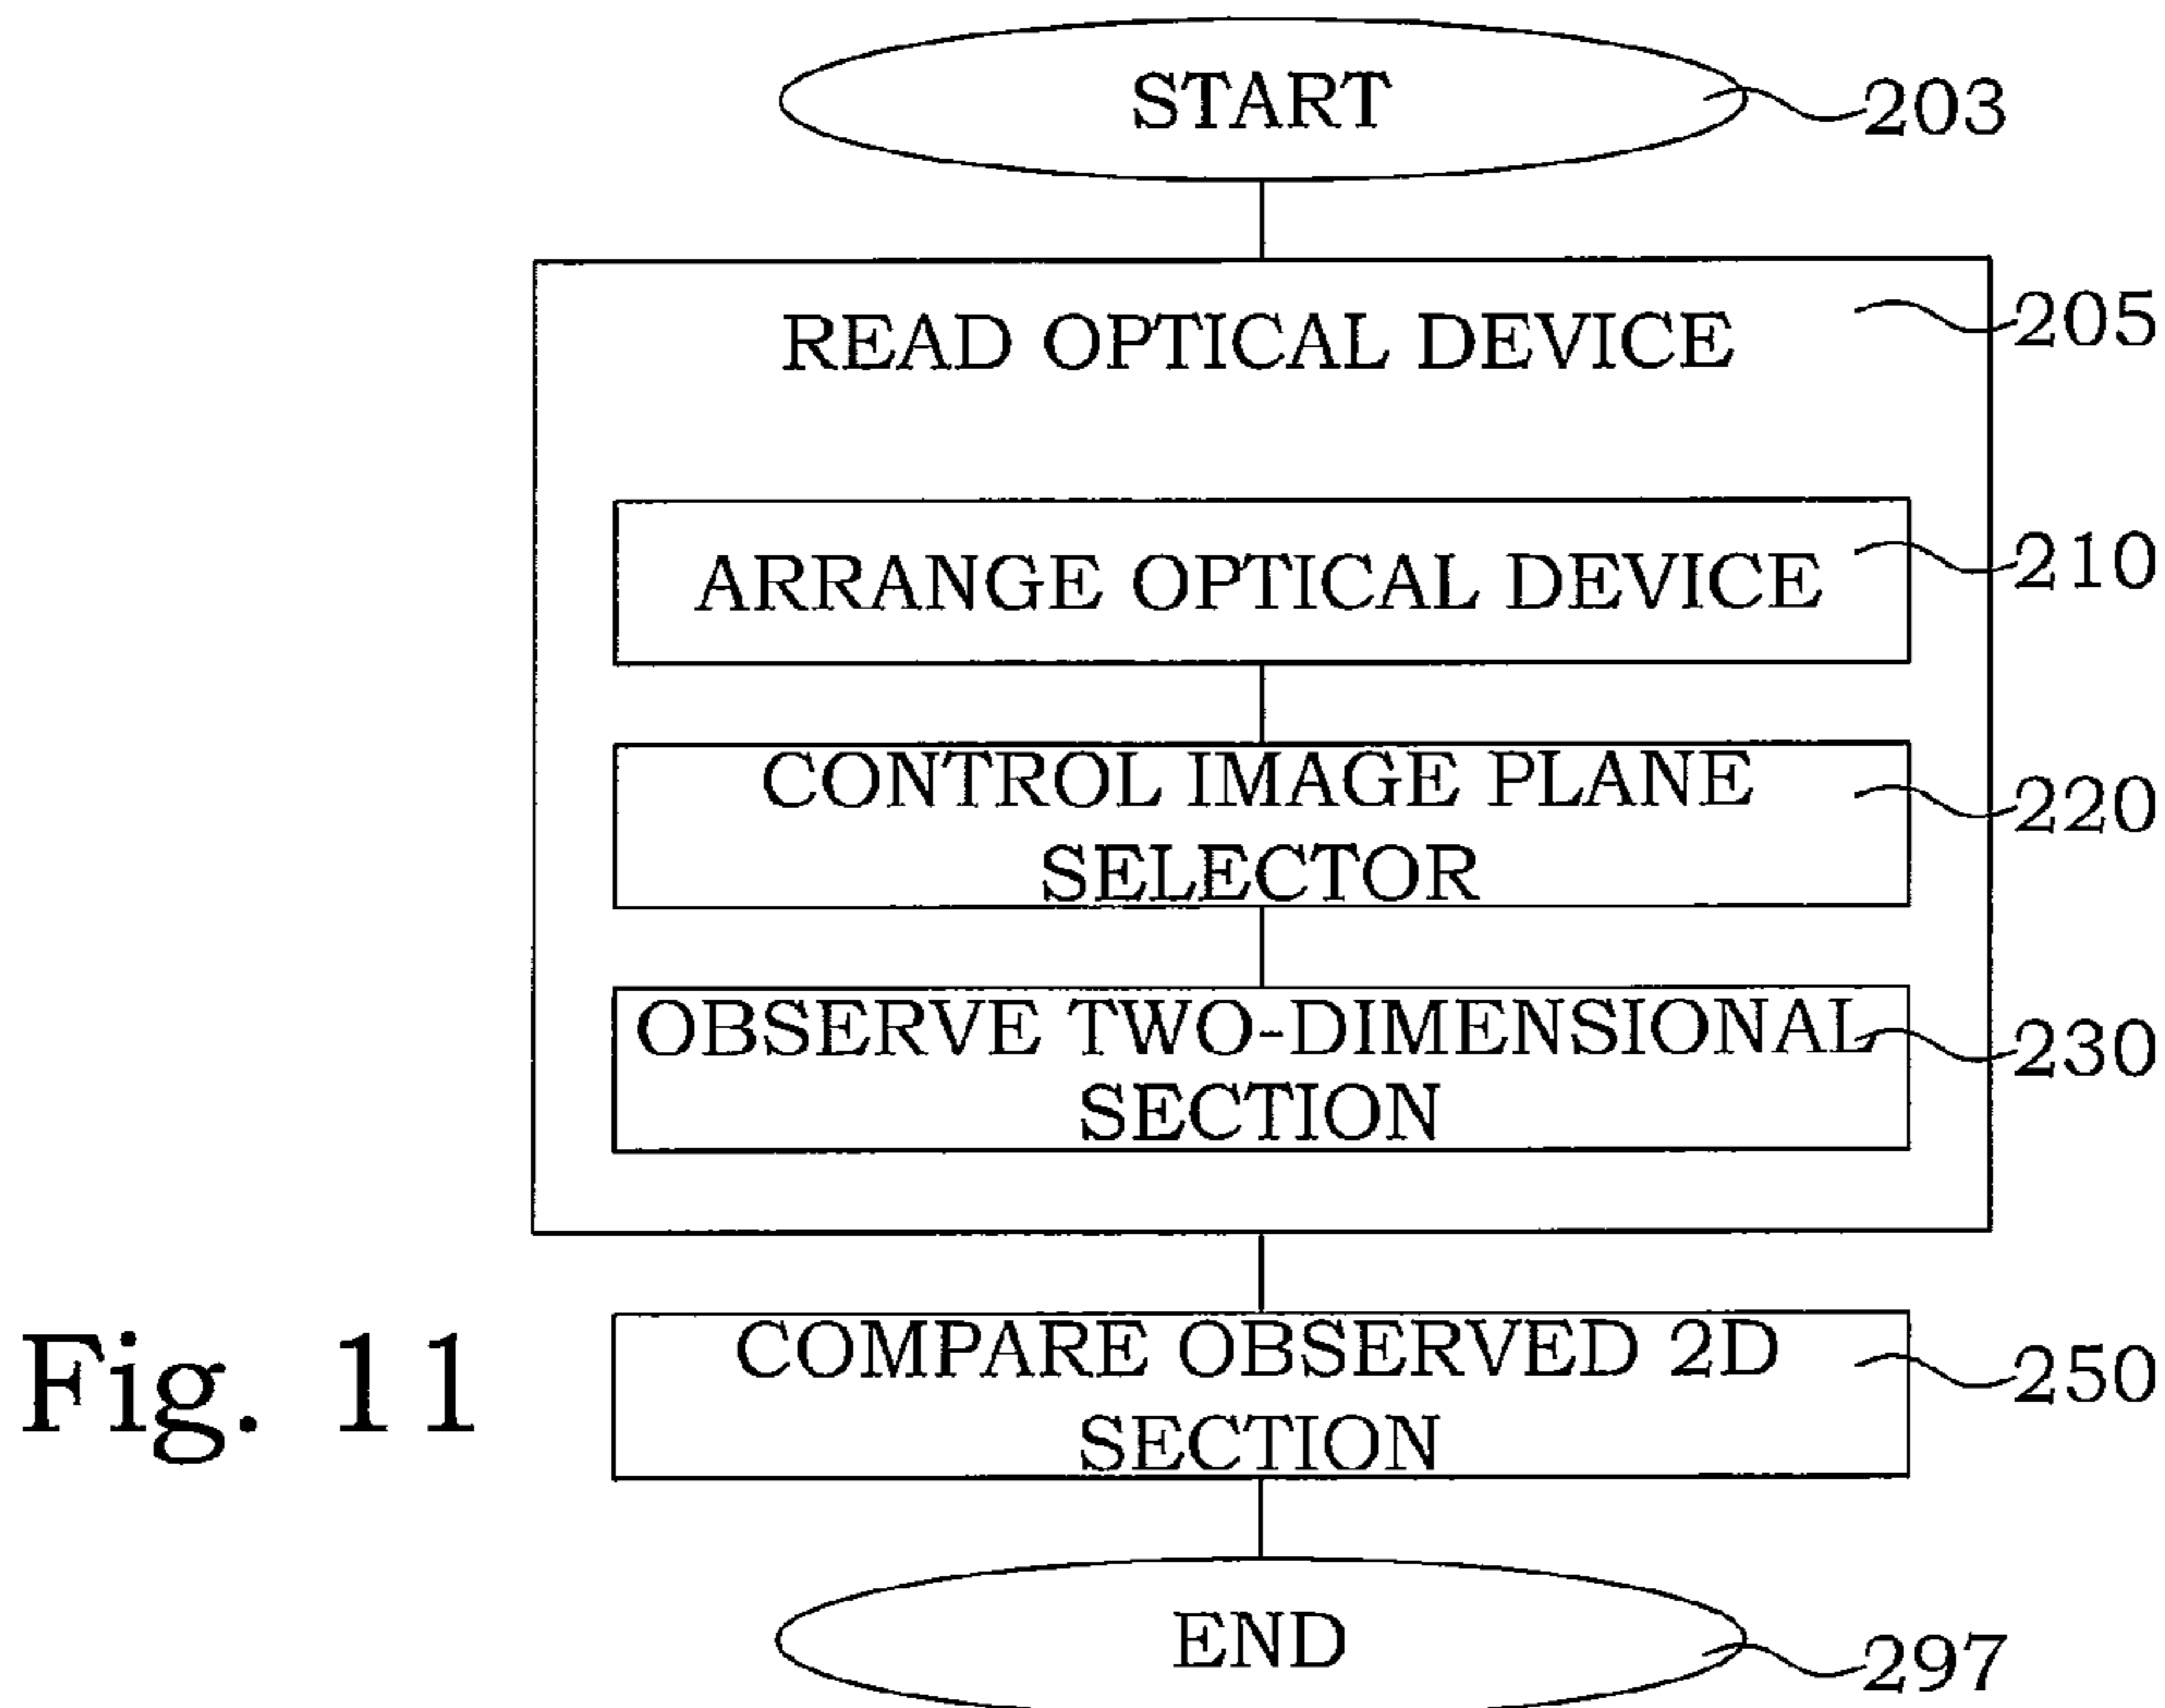 START
203
READ OPTICAL DEVICE
205
ARRANGE OPTICAL DEVICE
210
CONTROL IMAGE PLANE
SELECTOR
220
OBSERVE TWO-DIMENSIONAL
SECTION
230
COMPARE OBSERVED 2D
SECTION
250
Fig. 11
END
297